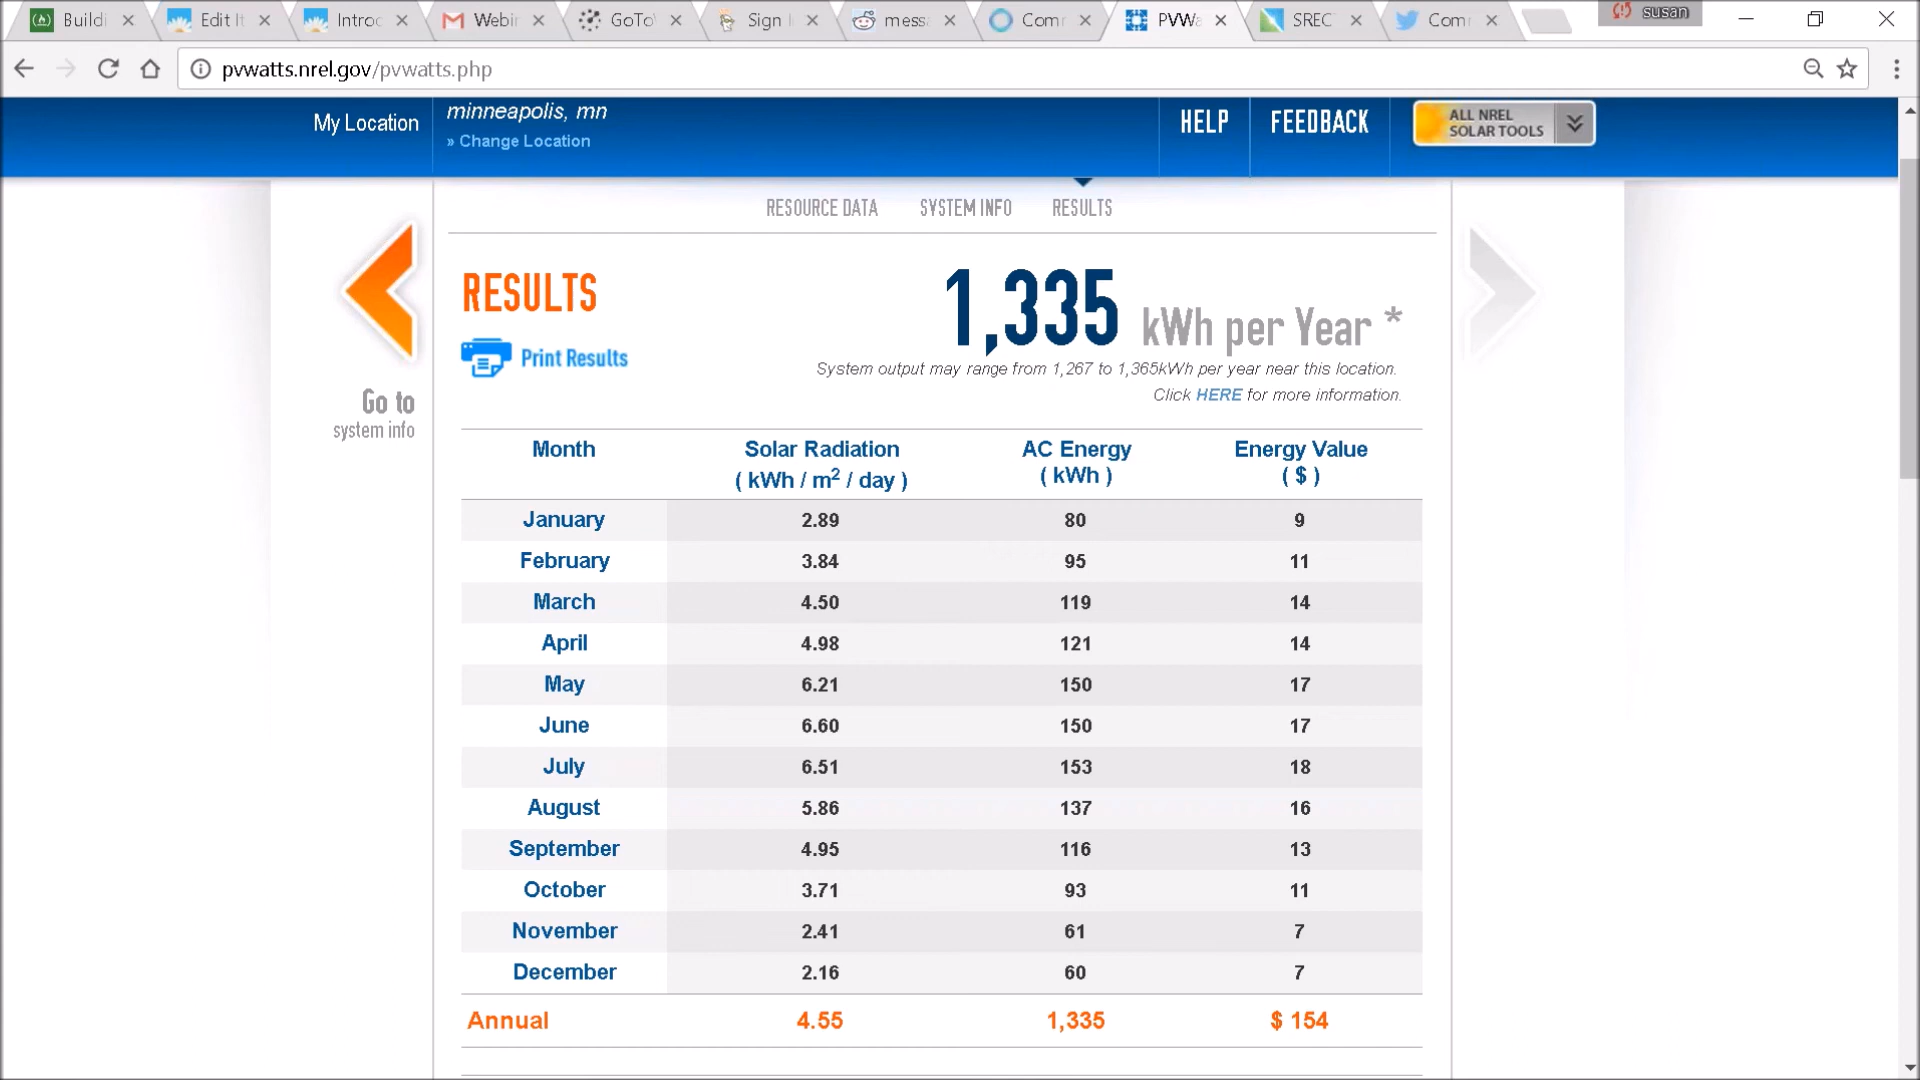 Buildi
Edit It
Introc
Webir
GoTo
Sign I
mess
Comr
PVWa
SREC
Com
susan
pvwatts.nrel.gov/pvwatts.php
My Location
minneapolis, mn
» Change Location
HELP
FEEDBACK
ALL NREL
SOLAR TOOLS
RESOURCE DATA SYSTEM INFO RESULTS
RESULTS
1,335 kWh per Year *
Print Results
System output may range from 1,267 to 1,365kWh per year near this location.
Click HERE for more information.
Go to
system info
Month Solar Radiation AC Energy Energy Value
( kWh / m2 / day ) ( kWh ) ( $ )
January 2.89 80 9
February 3.84 95 11
March 4.50 119 14
April 4.98 121 14
May 6.21 150 17
June 6.60 150 17
July 6.51 153 18
August 5.86 137 16
September 4.95 116 13
October 3.71 93 11
November 2.41 61 7
December 2.16 60 7
Annual 4.55 1,335 $ 154